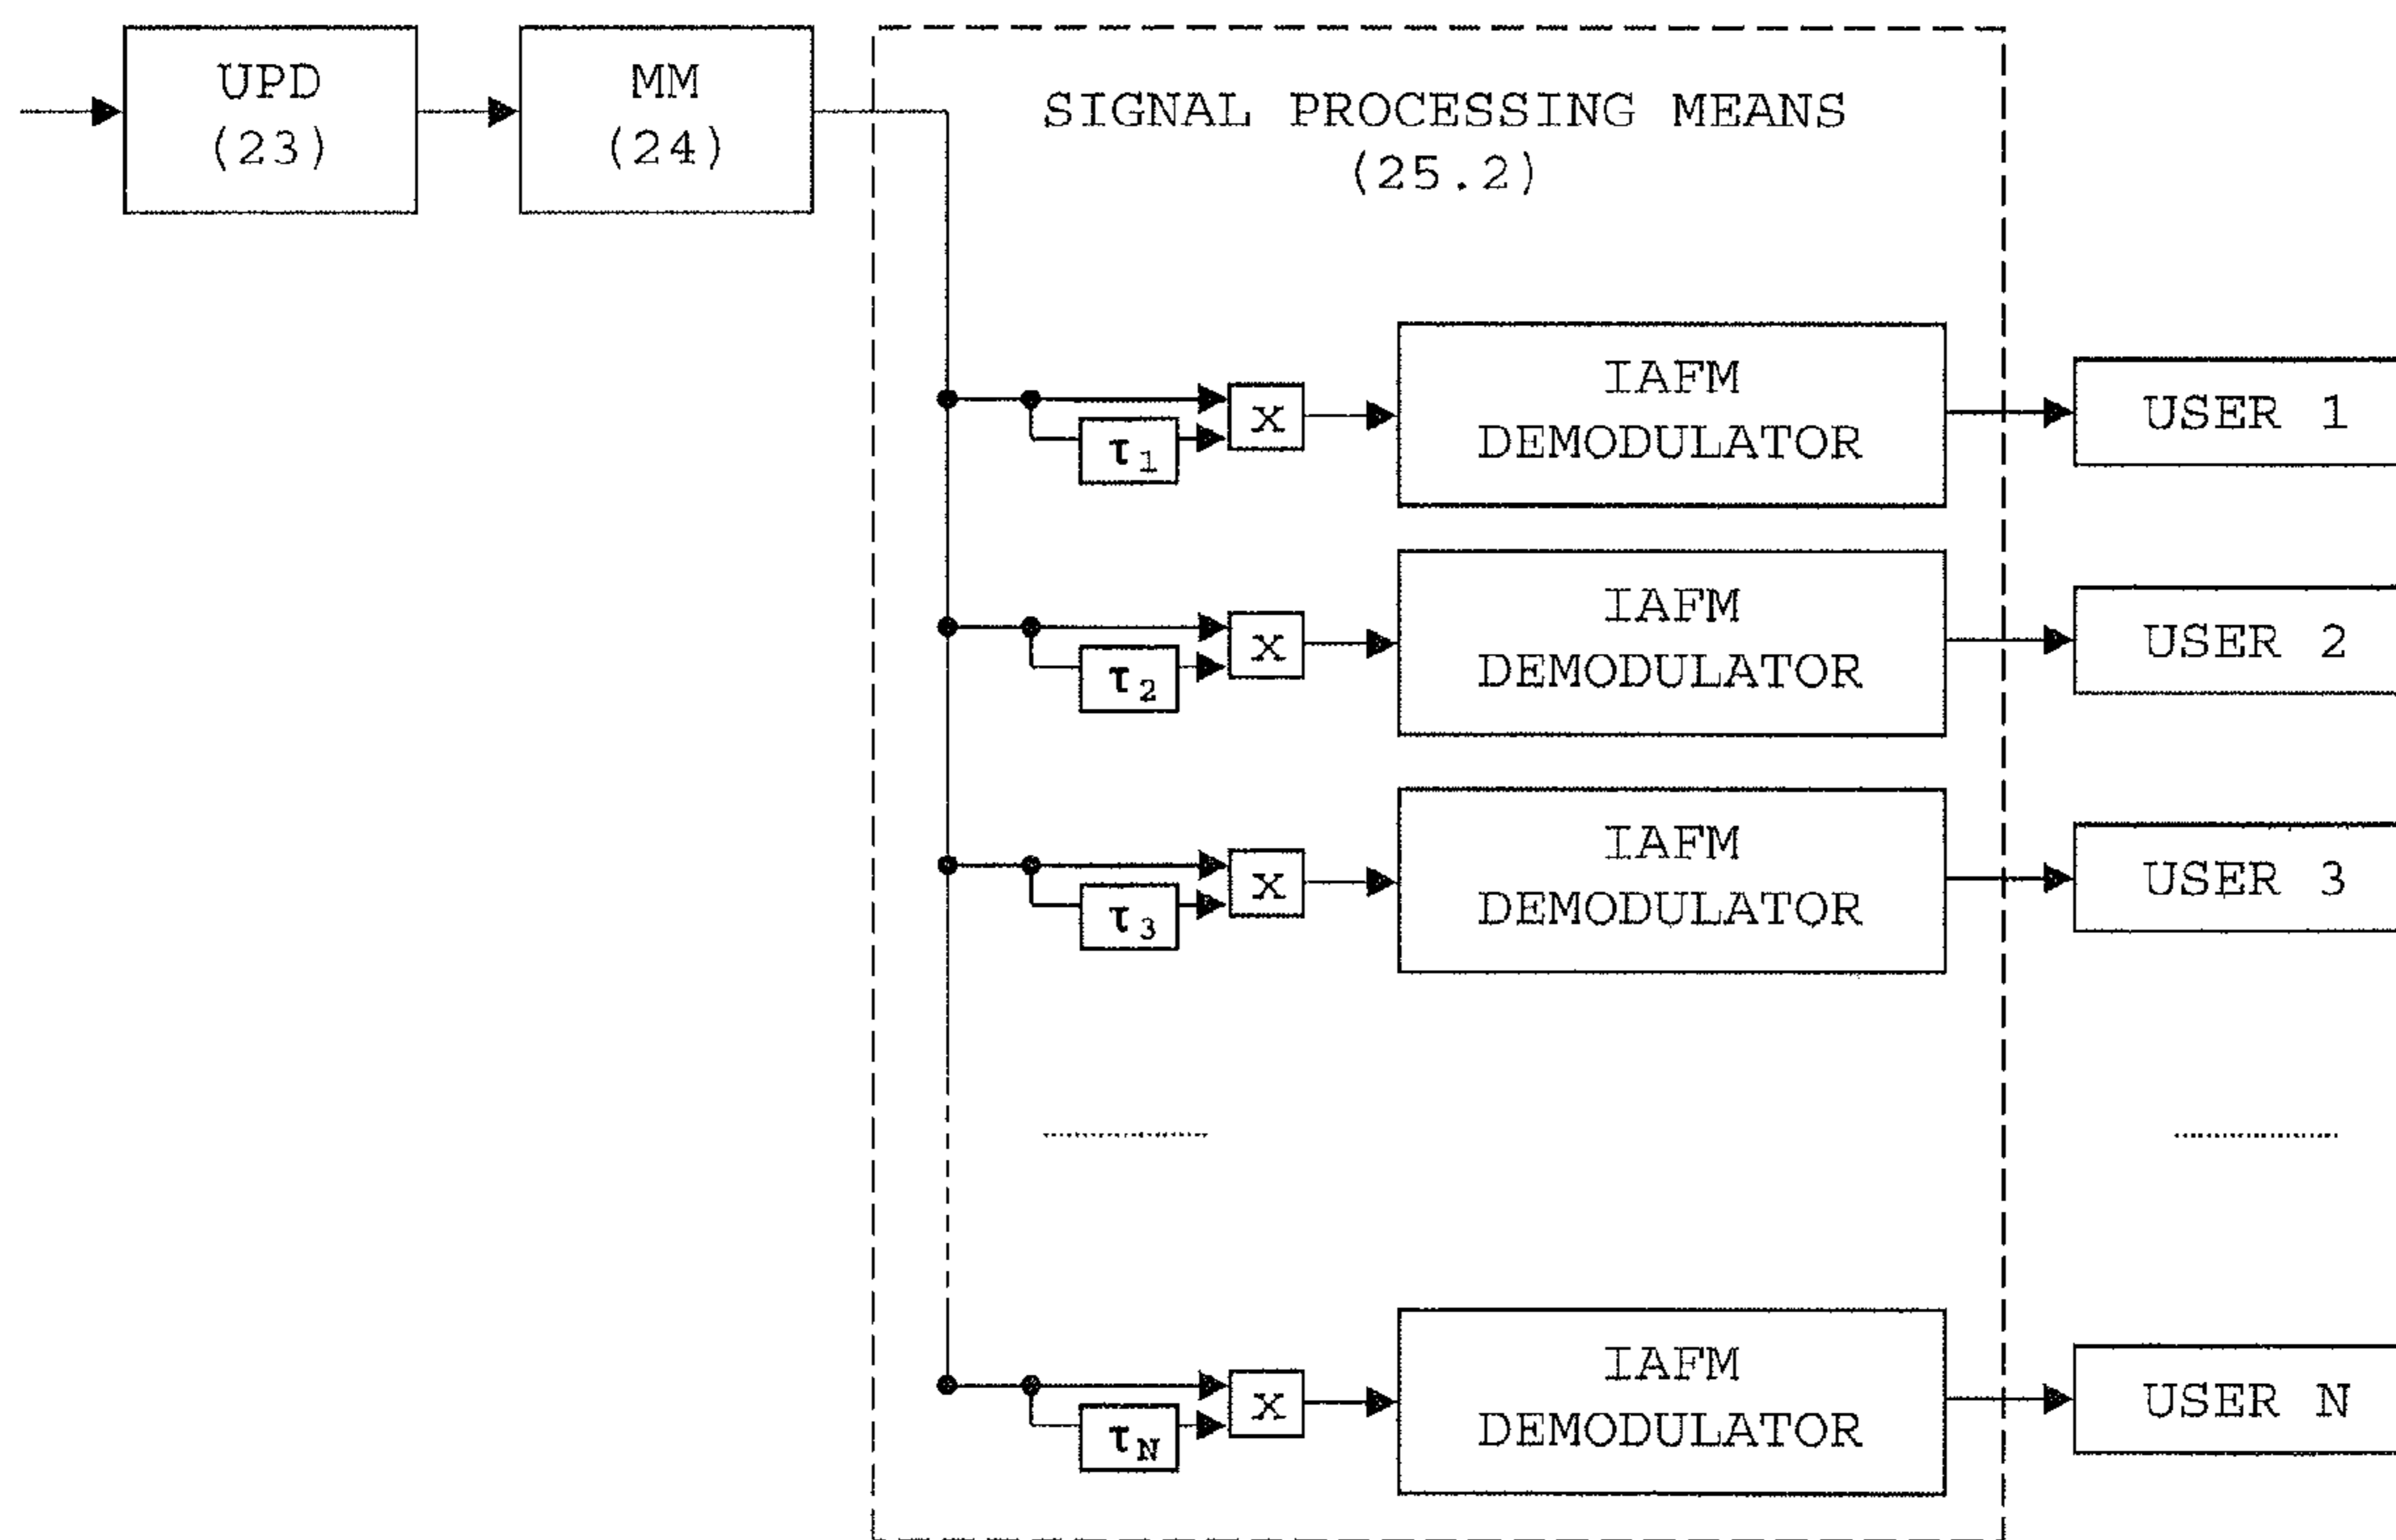 UPD
(23)
MM
(24)
SIGNAL PROCESSING MEANS
(25.2)
τ1
X
IAFM
DEMODULATOR
USER 1
τ2
X
IAFM
DEMODULATOR
USER 2
τ3
X
IAFM
DEMODULATOR
USER 3
τN
X
IAFM
DEMODULATOR
USER N